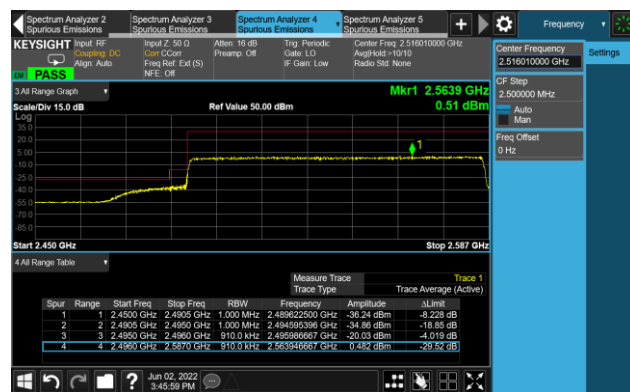 Spectrum Analyzer 2
Spurious Emissions
Spectrum Analyzer 3
Spurious Emissions
Spectrum Analyzer 4
Spurious Emissions
Spectrum Analyzer 5
Spurious Emissions
Frequency
KEYSIGHT
Input: RF
Coupling: DC
Align: Auto
Input Z: 50 Ω
Corr CCorr
Freq Ref: Ext (S)
NFE: Off
Atten: 16 dB
Preamp: Off
Trig: Periodic
Gate: LO
IF Gain: Low
Center Freq: 2.516010000 GHz
Avg|Hold:>10/10
Radio Std: None
PASS
Center Frequency
2.516010000 GHz
Settings
CF Step
2.500000 MHz
Auto
Man
Freq Offset
0 Hz
3 All Range Graph
Mkr1 2.5639 GHz
0.51 dBm
Scale/Div 15.0 dB
Ref Value 50.00 dBm
Log
35.0
20.0
5.00
-10.0
-25.0
-40.0
-55.0
-70.0
-85.0
1
Start 2.450 GHz
Stop 2.587 GHz
4 All Range Table
Measure Trace Trace 1
Trace Type Trace Average (Active)
Spur Range Start Freq Stop Freq RBW Frequency Amplitude ΔLimit
1 1 2.4500 GHz 2.4905 GHz 1.000 MHz 2.489622500 GHz -36.24 dBm -8.228 dB
2 2 2.4905 GHz 2.4950 GHz 1.000 MHz 2.494595396 GHz -34.86 dBm -18.85 dB
3 3 2.4950 GHz 2.4960 GHz 910.0 kHz 2.495986667 GHz -20.03 dBm -4.019 dB
4 4 2.4960 GHz 2.5870 GHz 910.0 kHz 2.563946667 GHz 0.482 dBm -29.52 dB
Jun 02, 2022
3:45:59 PM